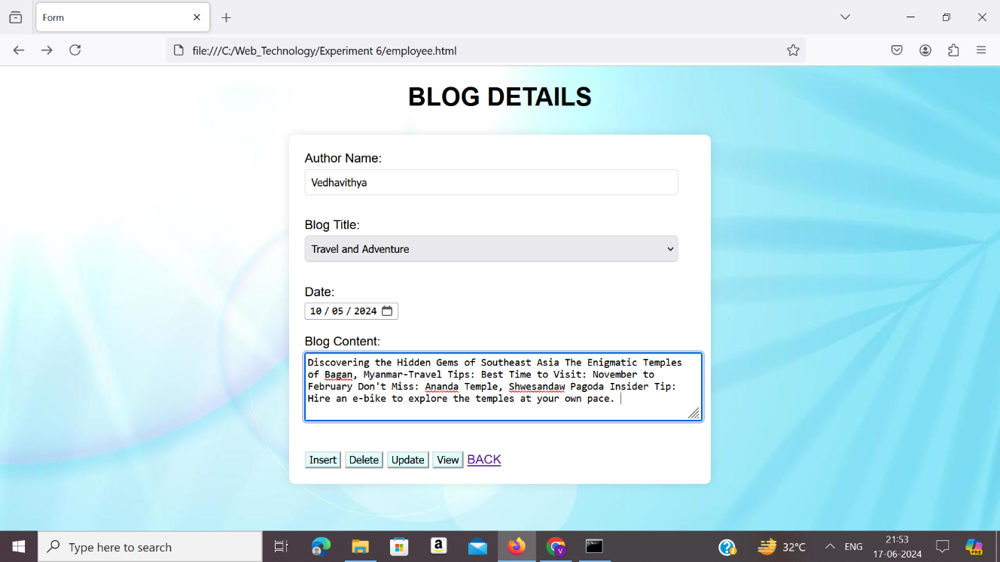 Form
file:///C:/Web_Technology/Experiment 6/employee.html
BLOG DETAILS
Author Name:
Vedhavithya
Blog Title:
Travel and Adventure
Date:
10 / 05 / 2024
Blog Content:
Discovering the Hidden Gems of Southeast Asia The Enigmatic Temples
of Bagan, Myanmar-Travel Tips: Best Time to Visit: November to
February Don't Miss: Ananda Temple, Shwesandaw Pagoda Insider Tip:
Hire an e-bike to explore the temples at your own pace.
Insert Delete Update View BACK
Type here to search
32°C
ENG
21:53
17-06-2024
PRE